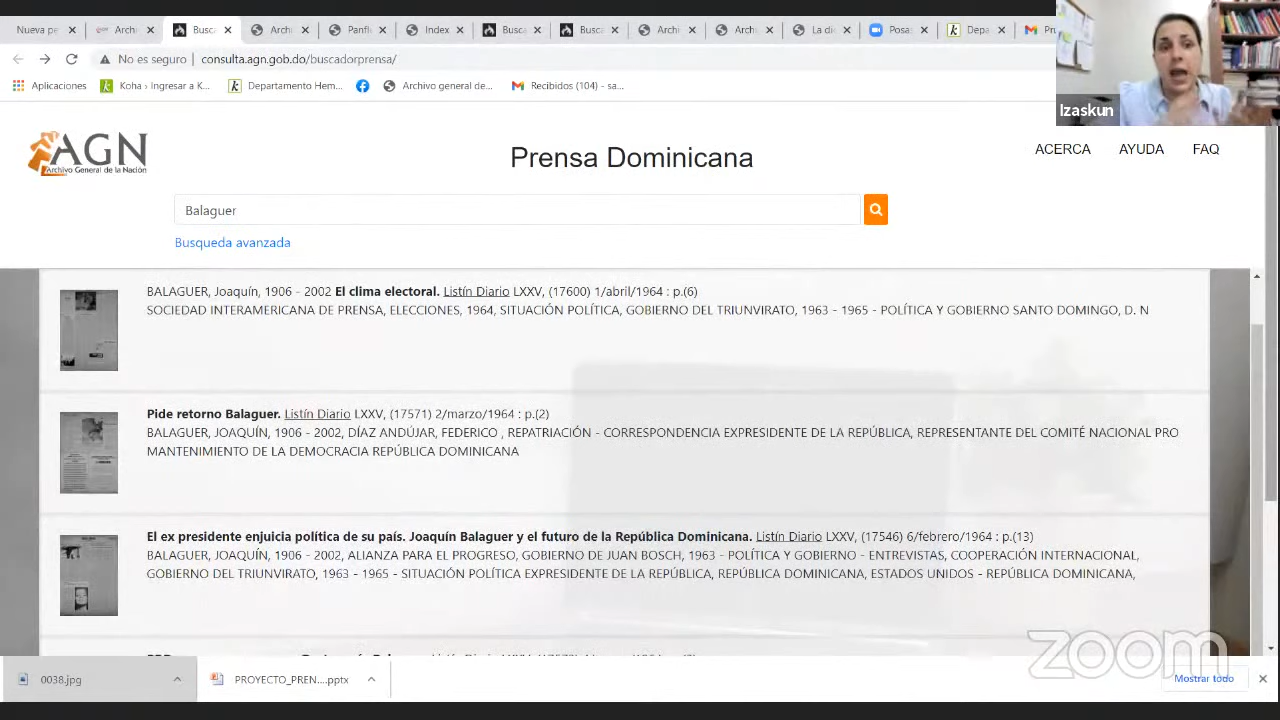 Nueva pe
Archi
Busca
Archi
Panfl
Index
Busca
Busca
Archi
Archi
La di
Posas
Depa
No es seguro | consulta.agn.gob.do/buscadorprensa/
Aplicaciones
Koha › Ingresar a K...
Departamento Hem...
Archivo general de...
Recibidos (104) - sa...
Izaskun
AGN
Archivo General de la Nación
Prensa Dominicana
ACERCA AYUDA FAQ
Balaguer
Busqueda avanzada
BALAGUER, Joaquín, 1906 - 2002 El clima electoral. Listín Diario LXXV, (17600) 1/abril/1964 : p.(6)
SOCIEDAD INTERAMERICANA DE PRENSA, ELECCIONES, 1964, SITUACIÓN POLÍTICA, GOBIERNO DEL TRIUNVIRATO, 1963 - 1965 - POLÍTICA Y GOBIERNO SANTO DOMINGO, D. N
Pide retorno Balaguer. Listín Diario LXXV, (17571) 2/marzo/1964 : p.(2)
BALAGUER, JOAQUÍN, 1906 - 2002, DÍAZ ANDÚJAR, FEDERICO , REPATRIACIÓN - CORRESPONDENCIA EXPRESIDENTE DE LA REPÚBLICA, REPRESENTANTE DEL COMITÉ NACIONAL PRO
MANTENIMIENTO DE LA DEMOCRACIA REPÚBLICA DOMINICANA
El ex presidente enjuicia política de su país. Joaquín Balaguer y el futuro de la República Dominicana. Listín Diario LXXV, (17546) 6/febrero/1964 : p.(13)
BALAGUER, JOAQUÍN, 1906 - 2002, ALIANZA PARA EL PROGRESO, GOBIERNO DE JUAN BOSCH, 1963 - POLÍTICA Y GOBIERNO - ENTREVISTAS, COOPERACIÓN INTERNACIONAL,
GOBIERNO DEL TRIUNVIRATO, 1963 - 1965 - SITUACIÓN POLÍTICA EXPRESIDENTE DE LA REPÚBLICA, REPÚBLICA DOMINICANA, ESTADOS UNIDOS - REPÚBLICA DOMINICANA,
zoom
0038.jpg
PROYECTO_PREN....pptx
Mostrar todo